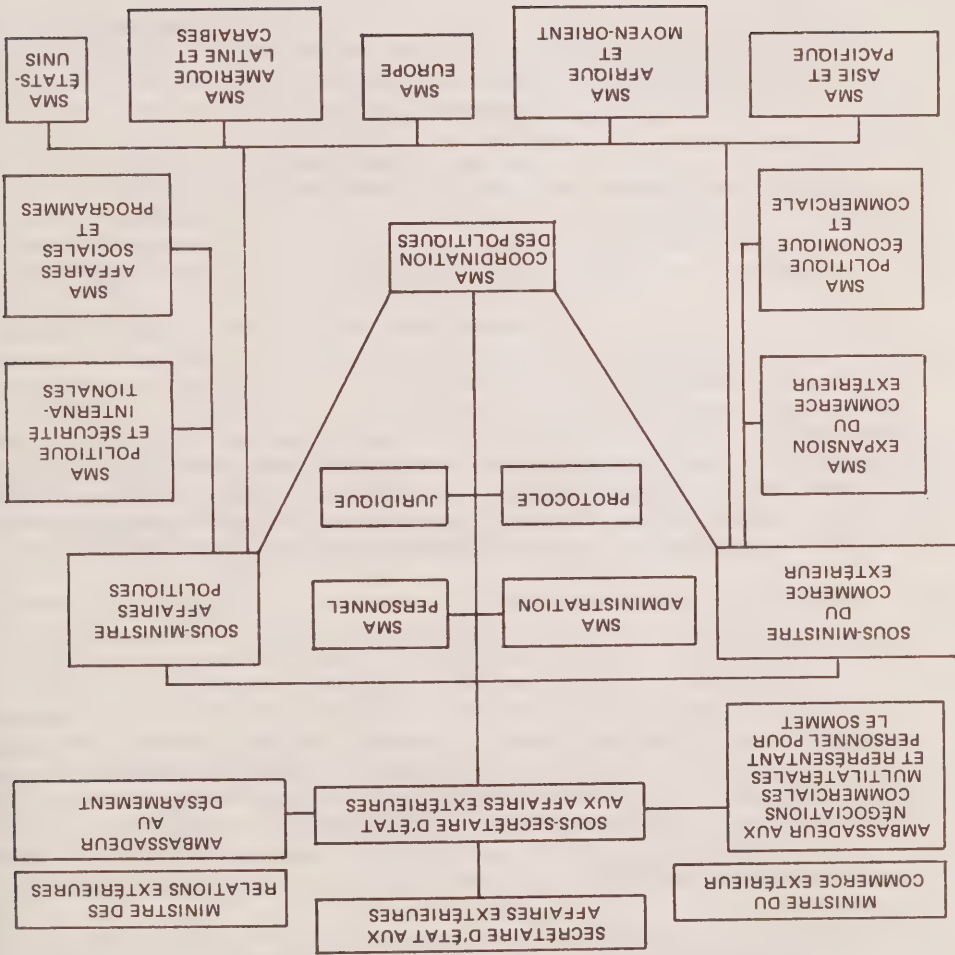 MINISTRE DU
COMMERCE EXTÉRIEUR
SECRÉTAIRE D'ÉTAT AUX
AFFAIRES EXTÉRIEURES
MINISTRE DES
RELATIONS EXTÉRIEURES
AMBASSADEUR AUX
NÉGOCIATIONS
COMMERCIALES
MULTILATÉRALES
ET REPRÉSENTANT
PERSONNEL POUR
LE SOMMET
SOUS-SECRÉTAIRE D'ÉTAT
AUX AFFAIRES EXTÉRIEURES
AMBASSADEUR
AU
DÉSARMEMENT
SOUS-MINISTRE
DU
COMMERCE
EXTÉRIEUR
SMA
ADMINISTRATION
SMA
PERSONNEL
SOUS-MINISTRE
AFFAIRES
POLITIQUES
PROTOCOLE
JURIDIQUE
SMA
EXPANSION
DU
COMMERCE
EXTÉRIEUR
SMA
POLITIQUE
ET SÉCURITÉ
INTERNA-
TIONALES
SMA
POLITIQUE
ÉCONOMIQUE
ET
COMMERCIALE
SMA
COORDINATION
DES POLITIQUES
SMA
AFFAIRES
SOCIALES
ET
PROGRAMMES
SMA
ASIE ET
PACIFIQUE
SMA
AFRIQUE
ET
MOYEN-ORIENT
SMA
EUROPE
SMA
AMÉRIQUE
LATINE ET
CARAIBES
SMA
ÉTATS-
UNIS